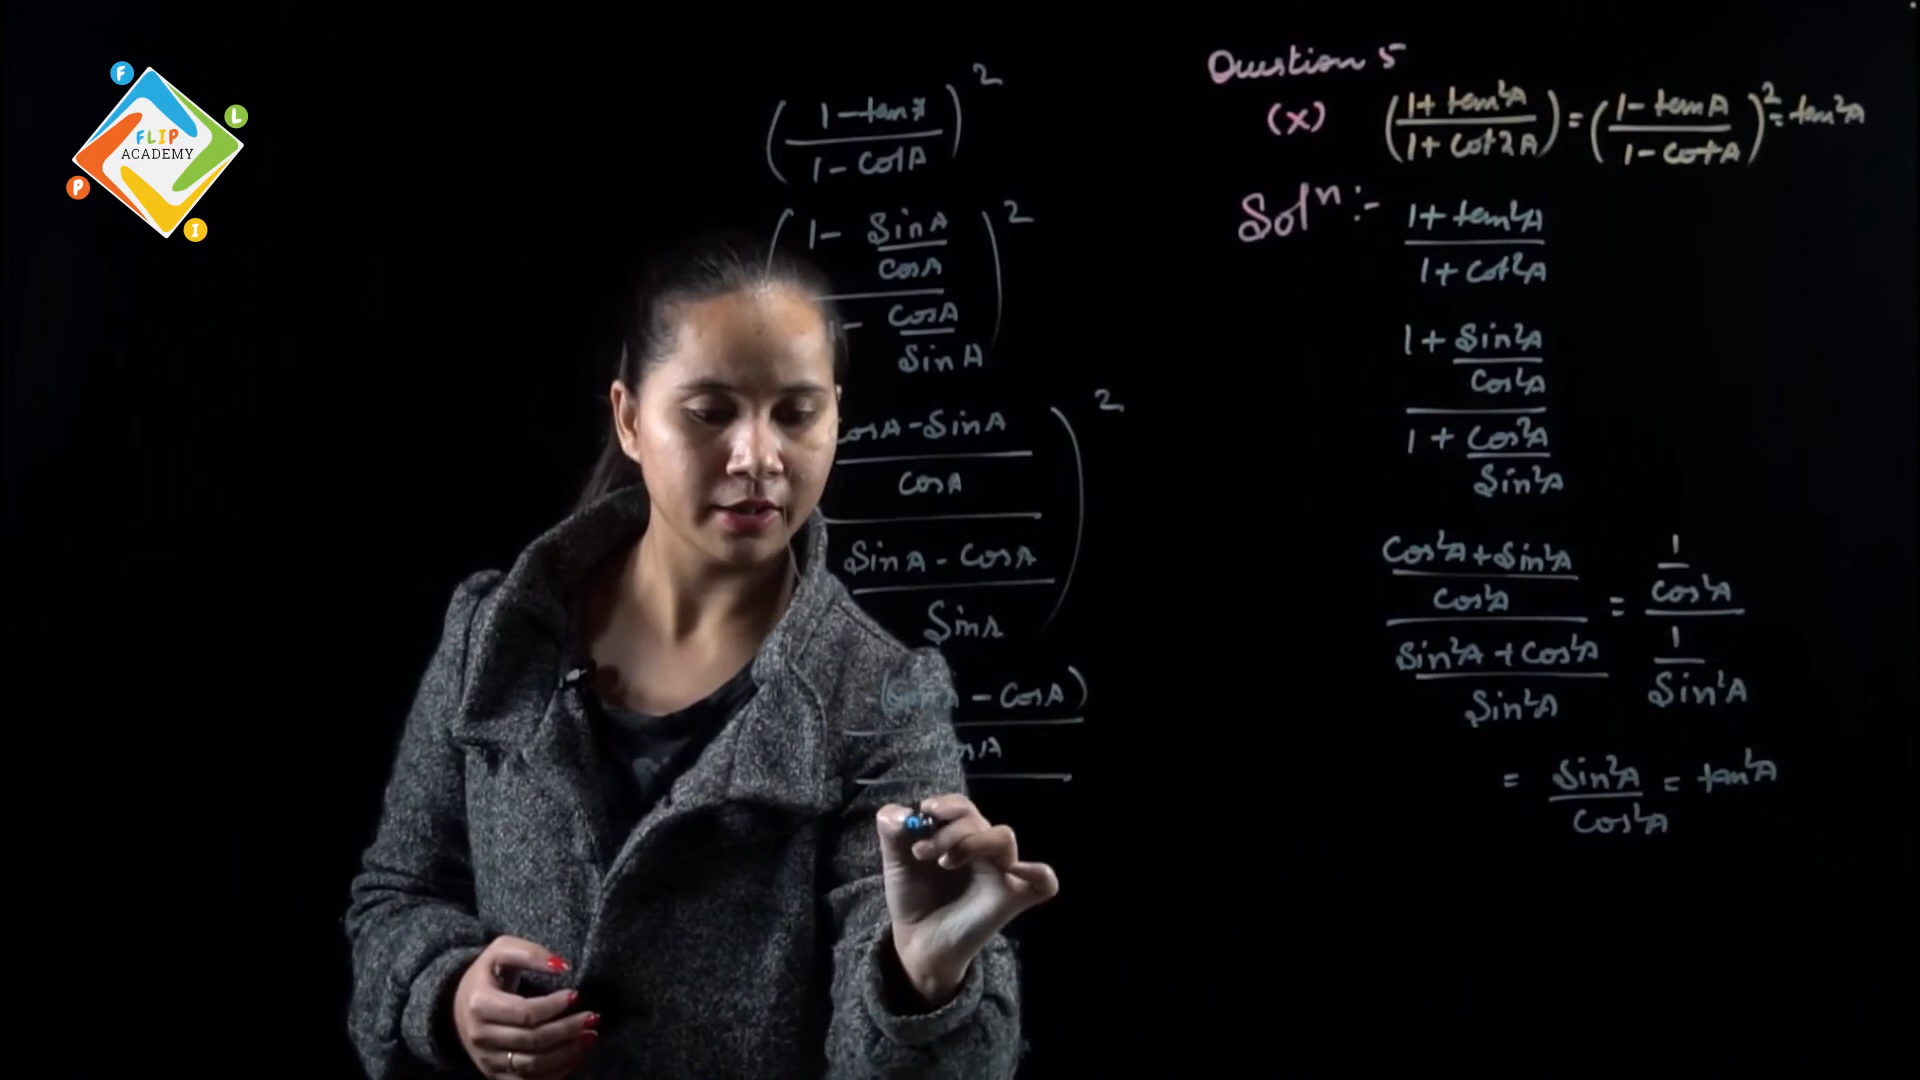 F
L
FLIP
ACADEMY
P
I
(1-tanA / 1-cotA)²
(1 - SinA/CosA / - CosA/SinA)²
(CosA-SinA / CosA / SinA - CosA / SinA)²
- CosA)
CosA
Question 5
(x) (1+tan²A / 1+cot2A) = (1-tanA / 1-cotA)² = tan²A
Solⁿ:- 1+tan²A / 1+cot²A
1+ Sin²A/Cos²A / 1+ Cos²A/Sin²A
Cos²A+Sin²A / Cos²A / Sin²A+Cos²A / Sin²A = 1/Cos²A / 1/Sin²A
= Sin²A/Cos²A = tan²A